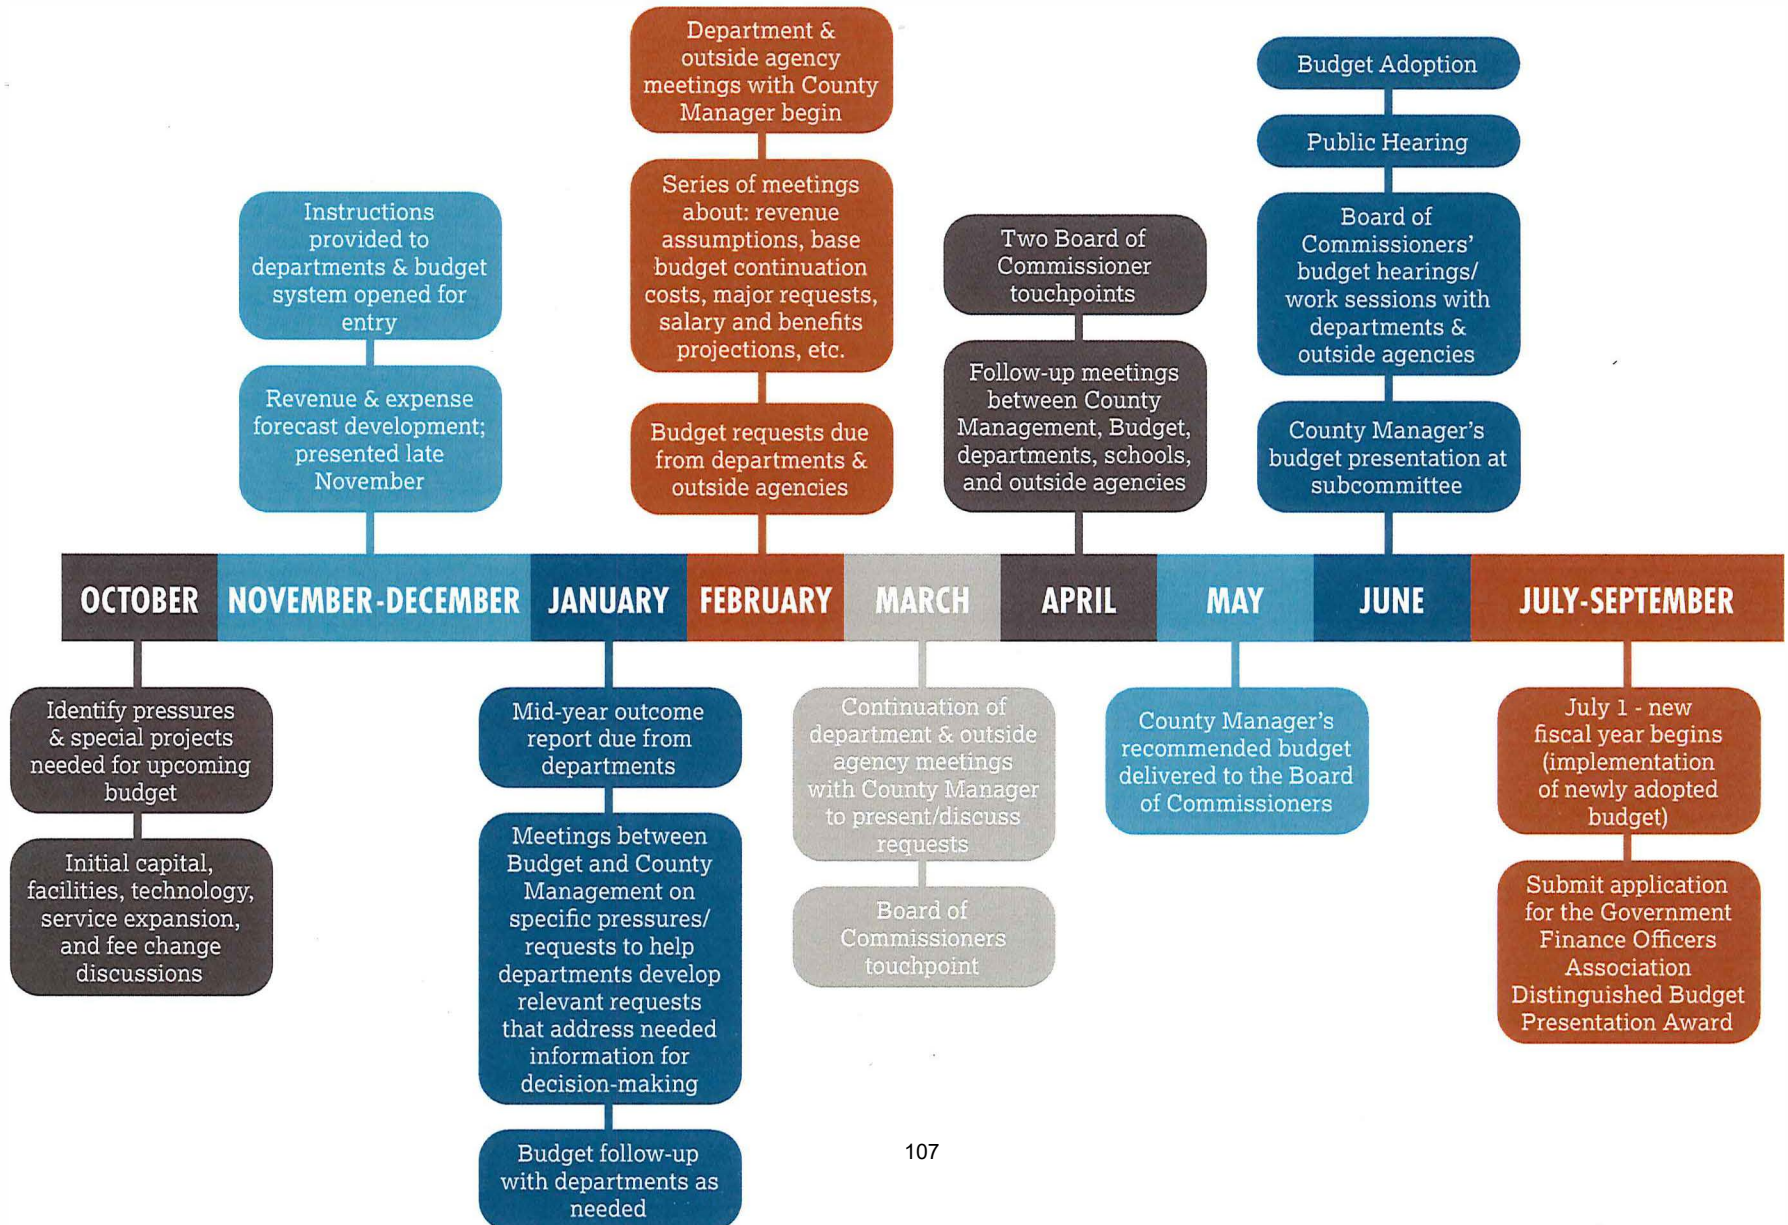 Department &
outside agency
meetings with County
Manager begin
Series of meetings
about: revenue
assumptions, base
budget continuation
costs, major requests,
salary and benefits
projections, etc.
Budget requests due
from departments &
outside agencies
Instructions
provided to
departments & budget
system opened for
entry
Revenue & expense
forecast development;
presented late
November
Two Board of
Commissioner
touchpoints
Follow-up meetings
between County
Management, Budget,
departments, schools,
and outside agencies
Budget Adoption
Public Hearing
Board of
Commissioners’
budget hearings/
work sessions with
departments &
outside agencies
County Manager’s
budget presentation at
subcommittee
OCTOBER NOVEMBER-DECEMBER JANUARY FEBRUARY MARCH APRIL MAY JUNE JULY-SEPTEMBER
Identify pressures
& special projects
needed for upcoming
budget
Initial capital,
facilities, technology,
service expansion,
and fee change
discussions
Mid-year outcome
report due from
departments
Meetings between
Budget and County
Management on
specific pressures/
requests to help
departments develop
relevant requests
that address needed
information for
decision-making
Budget follow-up
with departments as
needed
Continuation of
department & outside
agency meetings
with County Manager
to present/discuss
requests
Board of
Commissioners
touchpoint
County Manager’s
recommended budget
delivered to the Board
of Commissioners
July 1 - new
fiscal year begins
(implementation
of newly adopted
budget)
Submit application
for the Government
Finance Officers
Association
Distinguished Budget
Presentation Award
107